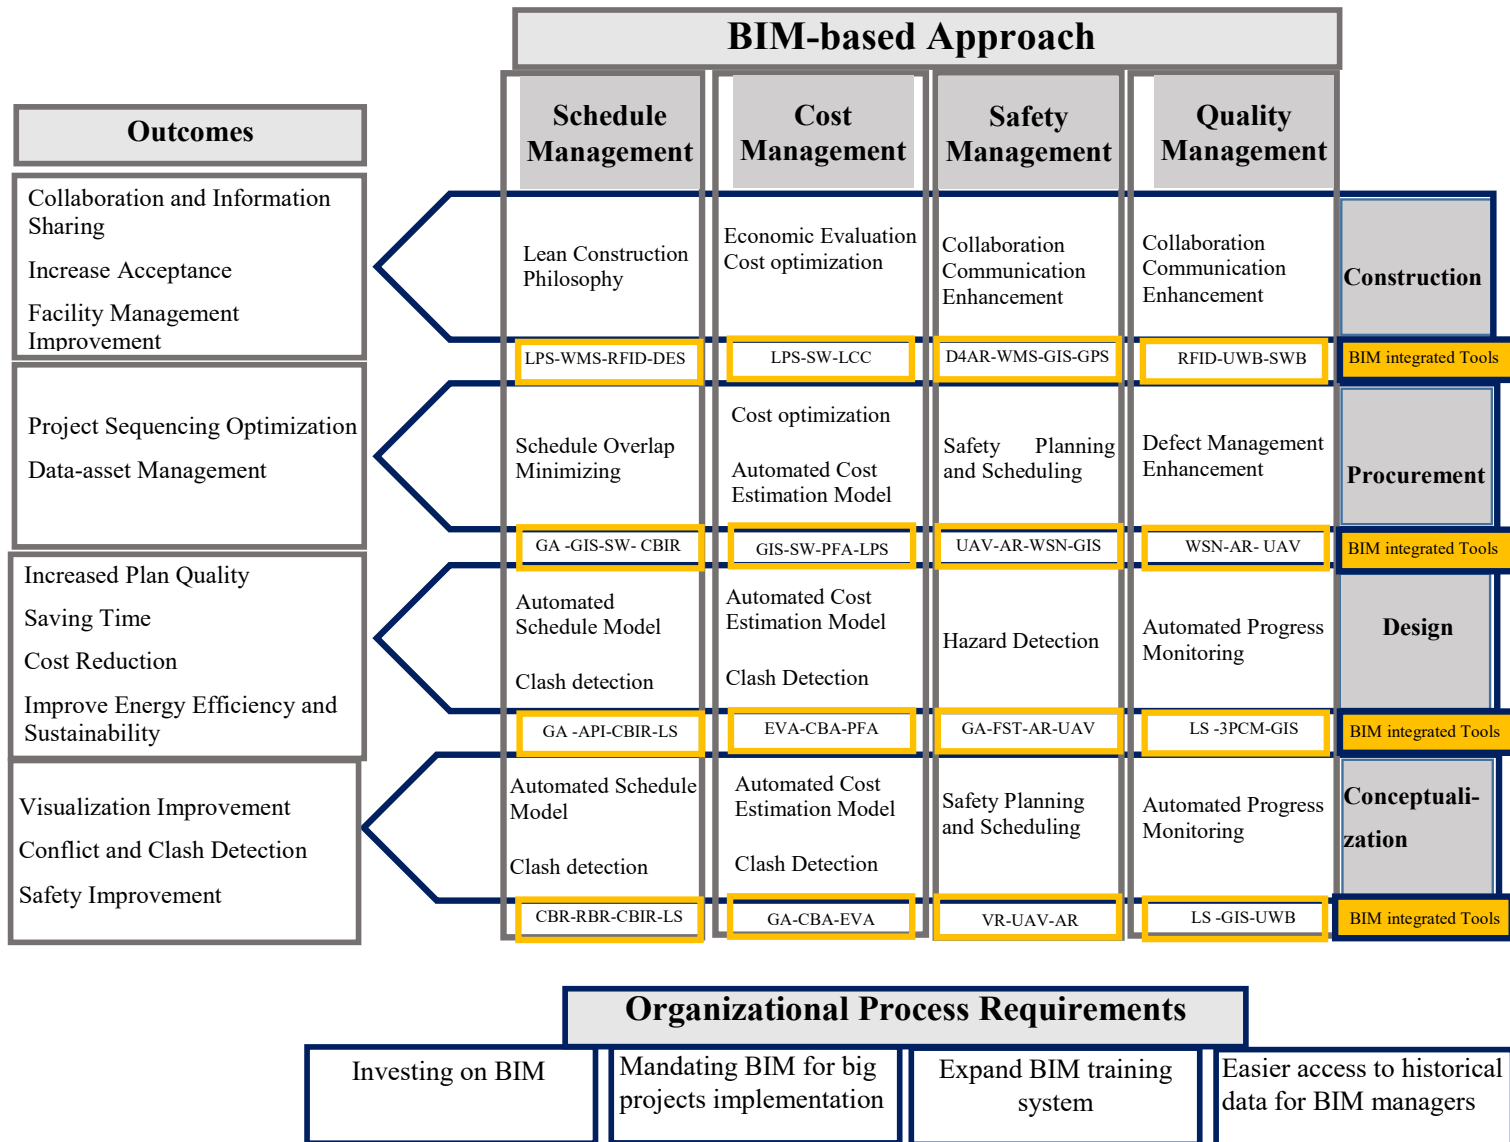 BIM-based Approach
Outcomes
Schedule
Management
Cost
Management
Safety
Management
Quality
Management
Collaboration and Information
Sharing
Increase Acceptance
Facility Management
Improvement
Lean Construction
Philosophy
Economic Evaluation
Cost optimization
Collaboration
Communication
Enhancement
Collaboration
Communication
Enhancement
Construction
LPS-WMS-RFID-DES
LPS-SW-LCC
D4AR-WMS-GIS-GPS
RFID-UWB-SWB
BIM integrated Tools
Project Sequencing Optimization
Data-asset Management
Schedule Overlap
Minimizing
Cost optimization
Automated Cost
Estimation Model
Safety Planning
and Scheduling
Defect Management
Enhancement
Procurement
GA -GIS-SW- CBIR
GIS-SW-PFA-LPS
UAV-AR-WSN-GIS
WSN-AR- UAV
BIM integrated Tools
Increased Plan Quality
Saving Time
Cost Reduction
Improve Energy Efficiency and
Sustainability
Automated
Schedule Model
Clash detection
Automated Cost
Estimation Model
Clash Detection
Hazard Detection
Automated Progress
Monitoring
Design
GA -API-CBIR-LS
EVA-CBA-PFA
GA-FST-AR-UAV
LS -3PCM-GIS
BIM integrated Tools
Visualization Improvement
Conflict and Clash Detection
Safety Improvement
Automated Schedule
Model
Clash detection
Automated Cost
Estimation Model
Clash Detection
Safety Planning
and Scheduling
Automated Progress
Monitoring
Conceptuali-
zation
CBR-RBR-CBIR-LS
GA-CBA-EVA
VR-UAV-AR
LS -GIS-UWB
BIM integrated Tools
Organizational Process Requirements
Investing on BIM
Mandating BIM for big
projects implementation
Expand BIM training
system
Easier access to historical
data for BIM managers